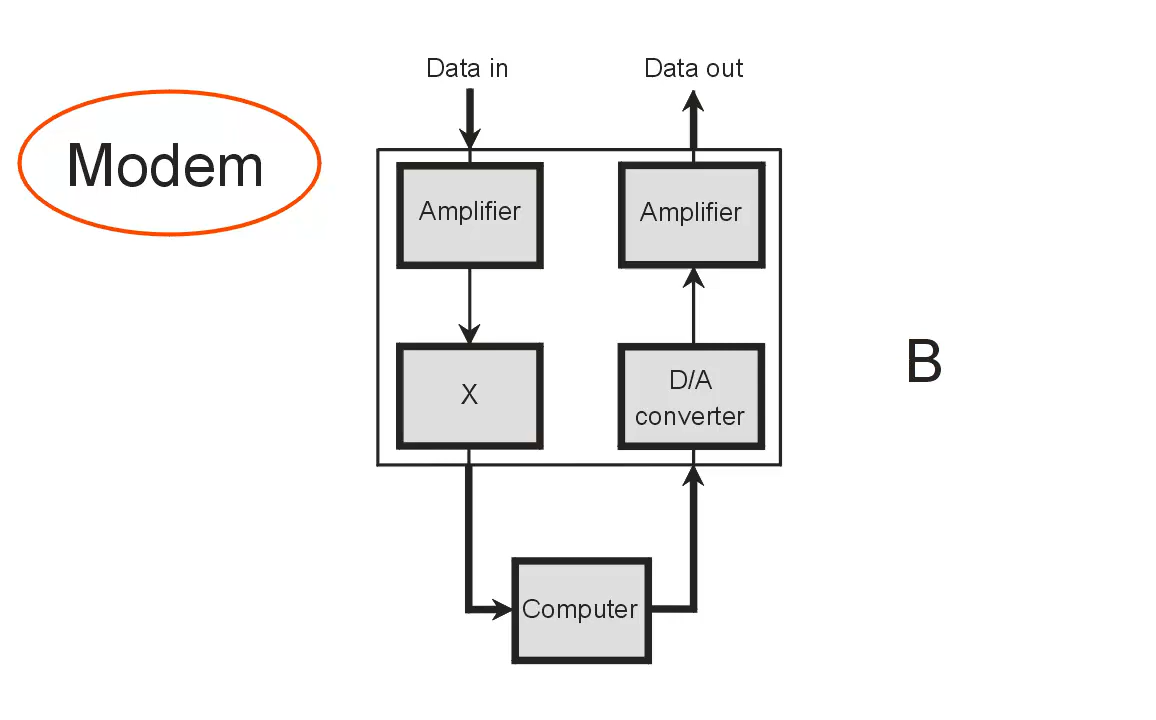 Data in
Data out
Modem
Amplifier
Amplifier
X
D/A
converter
B
Computer